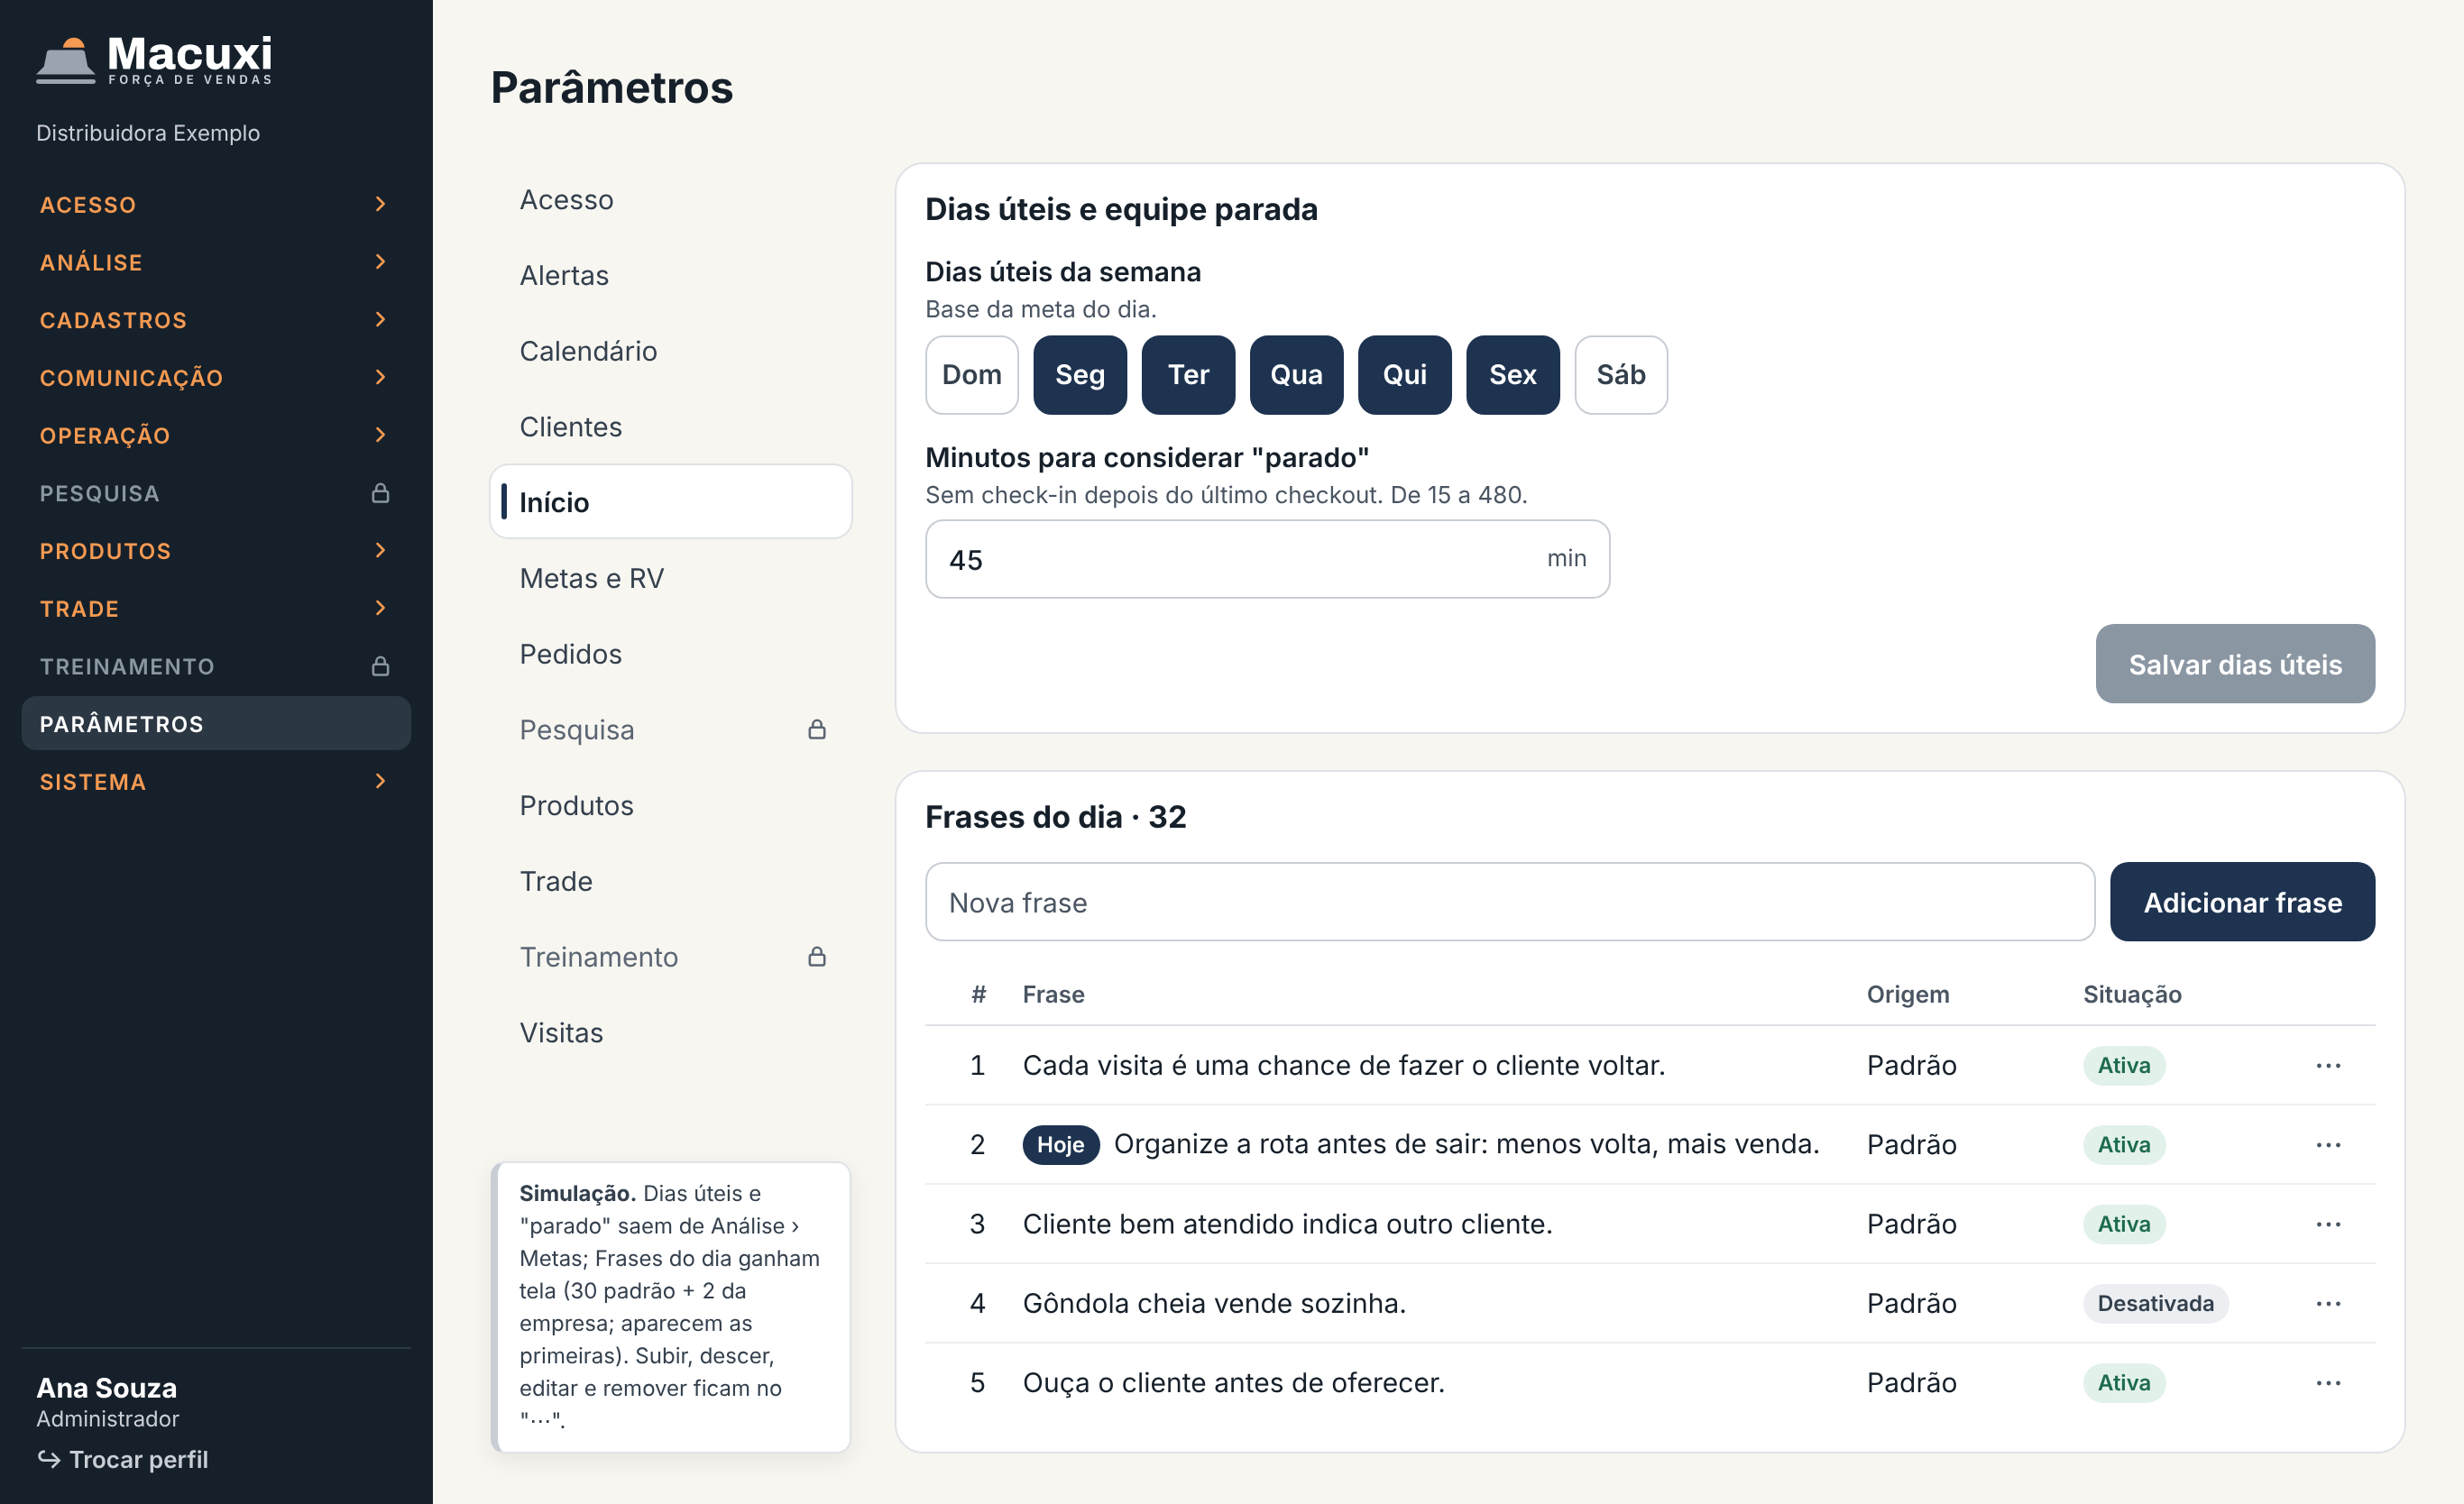 Macuxi
FORÇA DE VENDAS
Distribuidora Exemplo
ACESSO
ANÁLISE
CADASTROS
COMUNICAÇÃO
OPERAÇÃO
PESQUISA
PRODUTOS
TRADE
TREINAMENTO
PARÂMETROS
SISTEMA
Ana Souza
Administrador
Trocar perfil
Parâmetros
Acesso
Alertas
Calendário
Clientes
Início
Metas e RV
Pedidos
Pesquisa
Produtos
Trade
Treinamento
Visitas
Simulação. Dias úteis e
"parado" saem de Análise ›
Metas; Frases do dia ganham
tela (30 padrão + 2 da
empresa; aparecem as
primeiras). Subir, descer,
editar e remover ficam no
"···".
Dias úteis e equipe parada
Dias úteis da semana
Base da meta do dia.
Dom Seg Ter Qua Qui Sex Sáb
Minutos para considerar "parado"
Sem check-in depois do último checkout. De 15 a 480.
45 min
Salvar dias úteis
Frases do dia · 32
Nova frase Adicionar frase
# Frase Origem Situação
1 Cada visita é uma chance de fazer o cliente voltar. Padrão Ativa ···
2 Hoje Organize a rota antes de sair: menos volta, mais venda. Padrão Ativa ···
3 Cliente bem atendido indica outro cliente. Padrão Ativa ···
4 Gôndola cheia vende sozinha. Padrão Desativada ···
5 Ouça o cliente antes de oferecer. Padrão Ativa ···